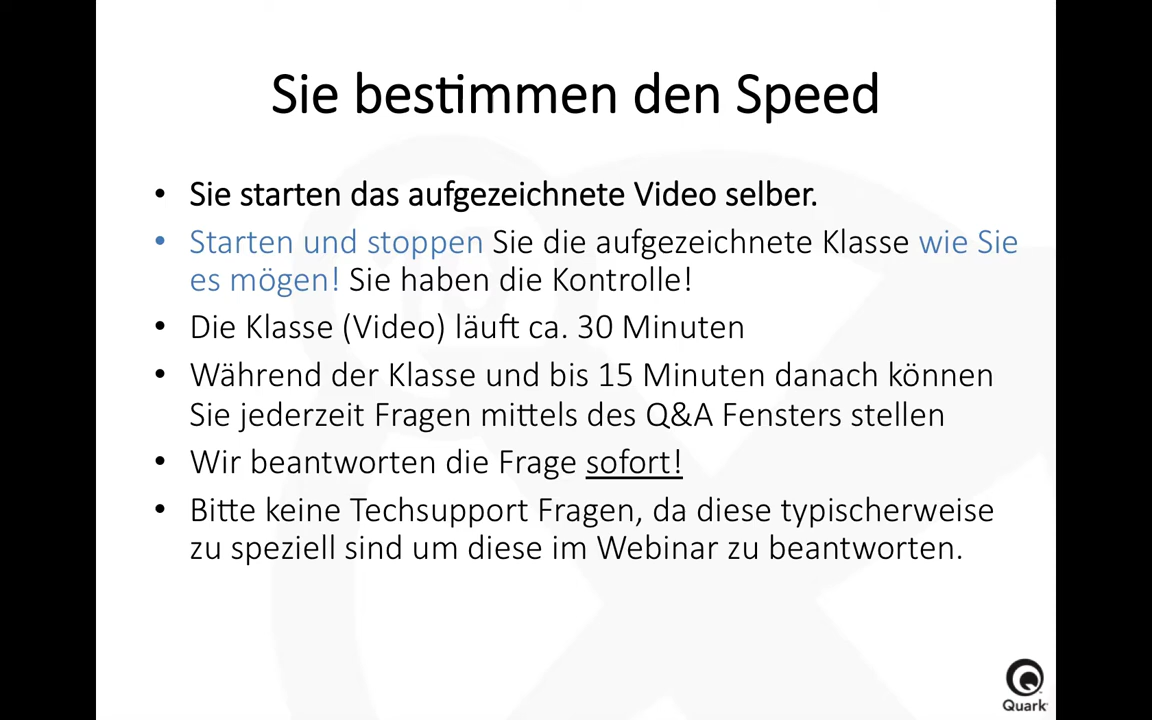 Sie bestimmen den Speed
• Sie starten das aufgezeichnete Video selber.
• Starten und stoppen Sie die aufgezeichnete Klasse wie Sie
es mögen! Sie haben die Kontrolle!
• Die Klasse (Video) läuft ca. 30 Minuten
• Während der Klasse und bis 15 Minuten danach können
Sie jederzeit Fragen mittels des Q&A Fensters stellen
• Wir beantworten die Frage sofort!
• Bitte keine Techsupport Fragen, da diese typischerweise
zu speziell sind um diese im Webinar zu beantworten.
Quark